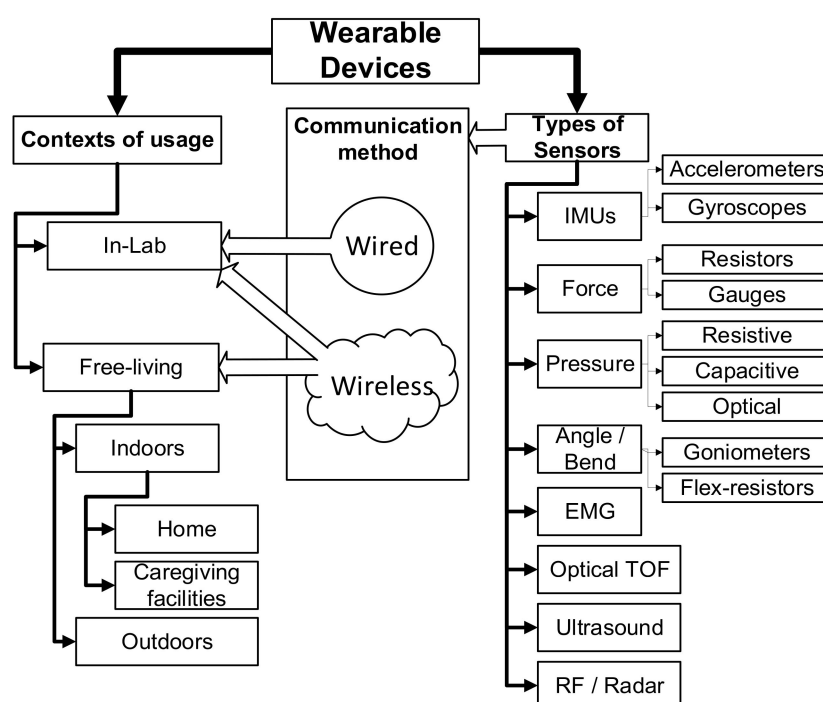 Wearable
Devices
Contexts of usage
In-Lab
Free-living
Indoors
Home
Caregiving
facilities
Outdoors
Communication
method
Wired
Wireless
Types of
Sensors
IMUs
Accelerometers
Gyroscopes
Force
Resistors
Gauges
Pressure
Resistive
Capacitive
Optical
Angle /
Bend
Goniometers
Flex-resistors
EMG
Optical TOF
Ultrasound
RF / Radar